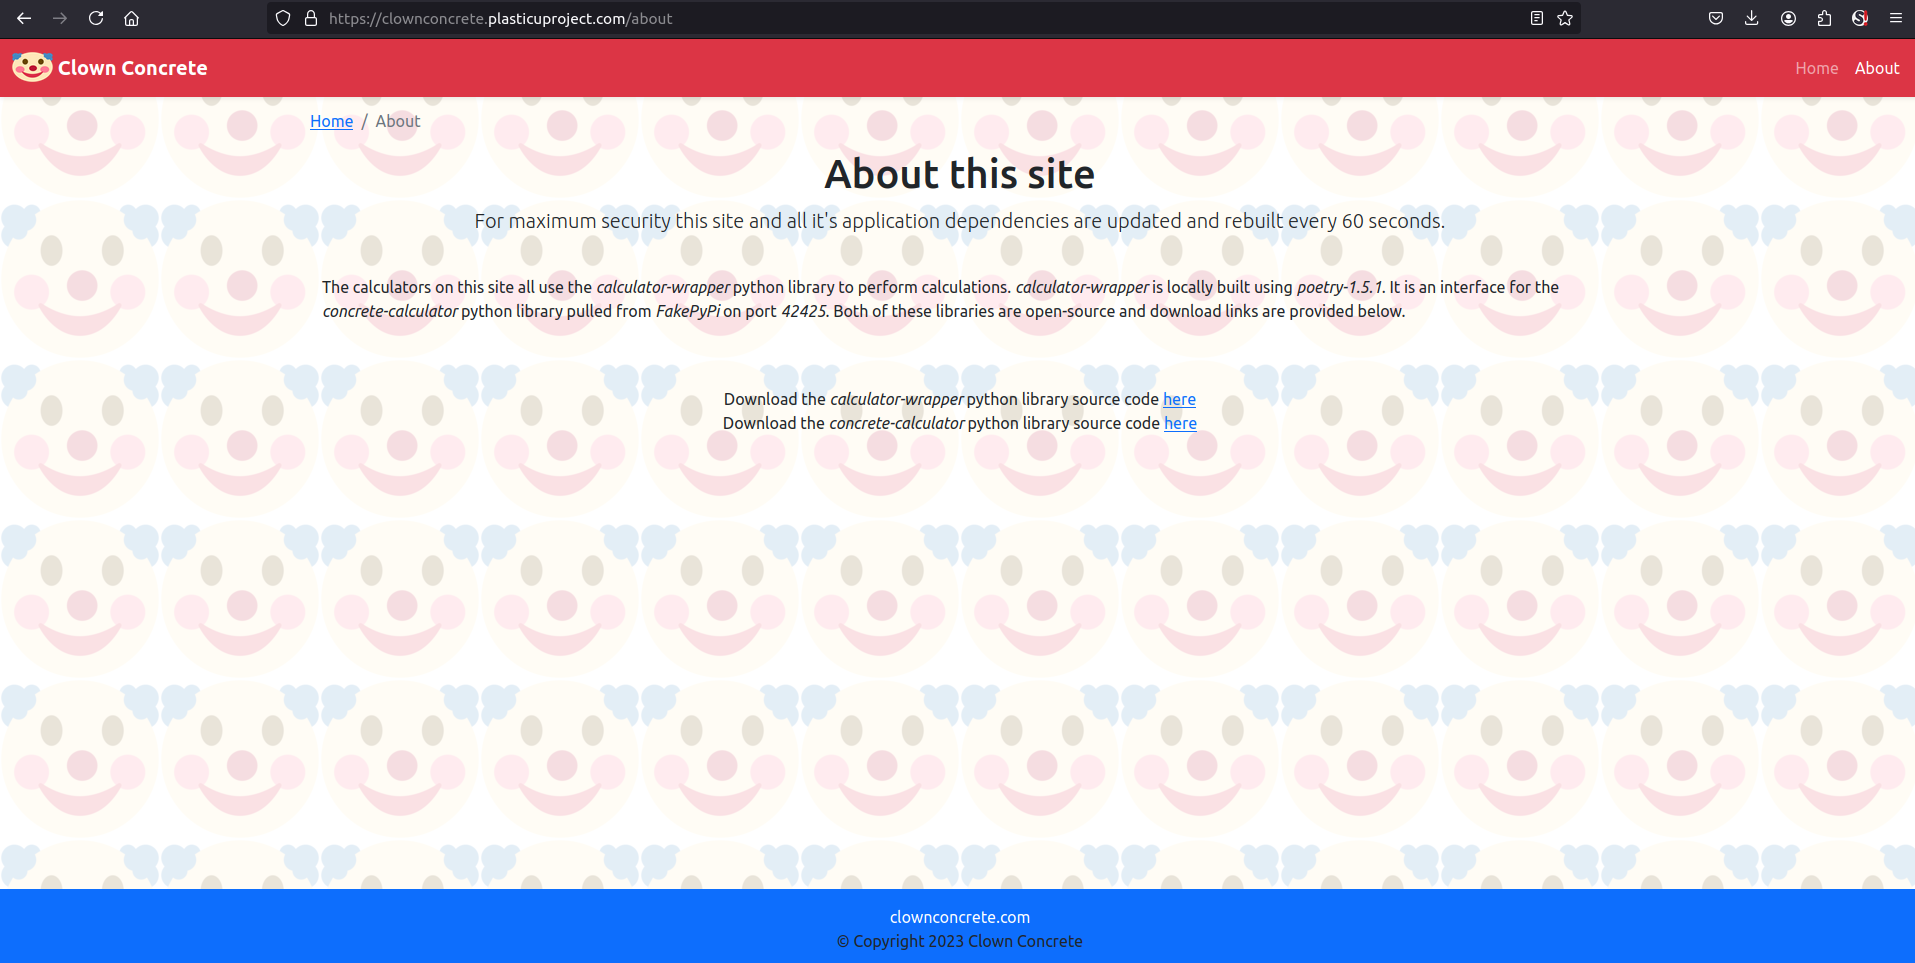 https://clownconcrete.plasticuproject.com/about
Clown Concrete
Home
About
Home / About
About this site
For maximum security this site and all it's application dependencies are updated and rebuilt every 60 seconds.
The calculators on this site all use the calculator-wrapper python library to perform calculations. calculator-wrapper is locally built using poetry-1.5.1. It is an interface for the
concrete-calculator python library pulled from FakePyPi on port 42425. Both of these libraries are open-source and download links are provided below.
Download the calculator-wrapper python library source code here
Download the concrete-calculator python library source code here
clownconcrete.com
© Copyright 2023 Clown Concrete